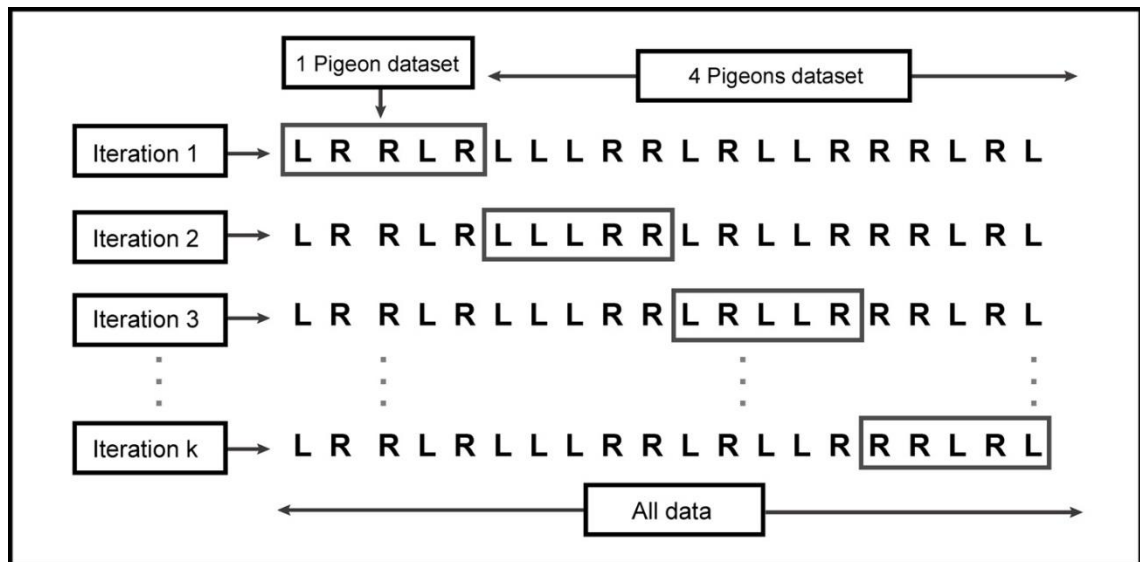 1 Pigeon dataset
4 Pigeons dataset
Iteration 1 L R R L R L L L R R L R L L R R R L R L
Iteration 2 L R R L R L L L R R L R L L R R R L R L
Iteration 3 L R R L R L L L R R L R L L R R R L R L
Iteration k L R R L R L L L R R L R L L R R R L R L
All data